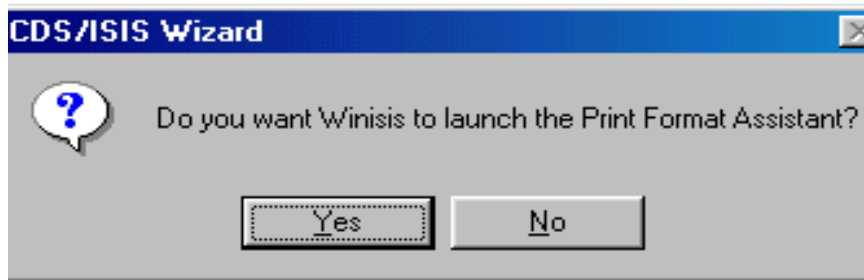 CDS/ISIS Wizard
Do you want Winisis to launch the Print Format Assistant?
Yes No